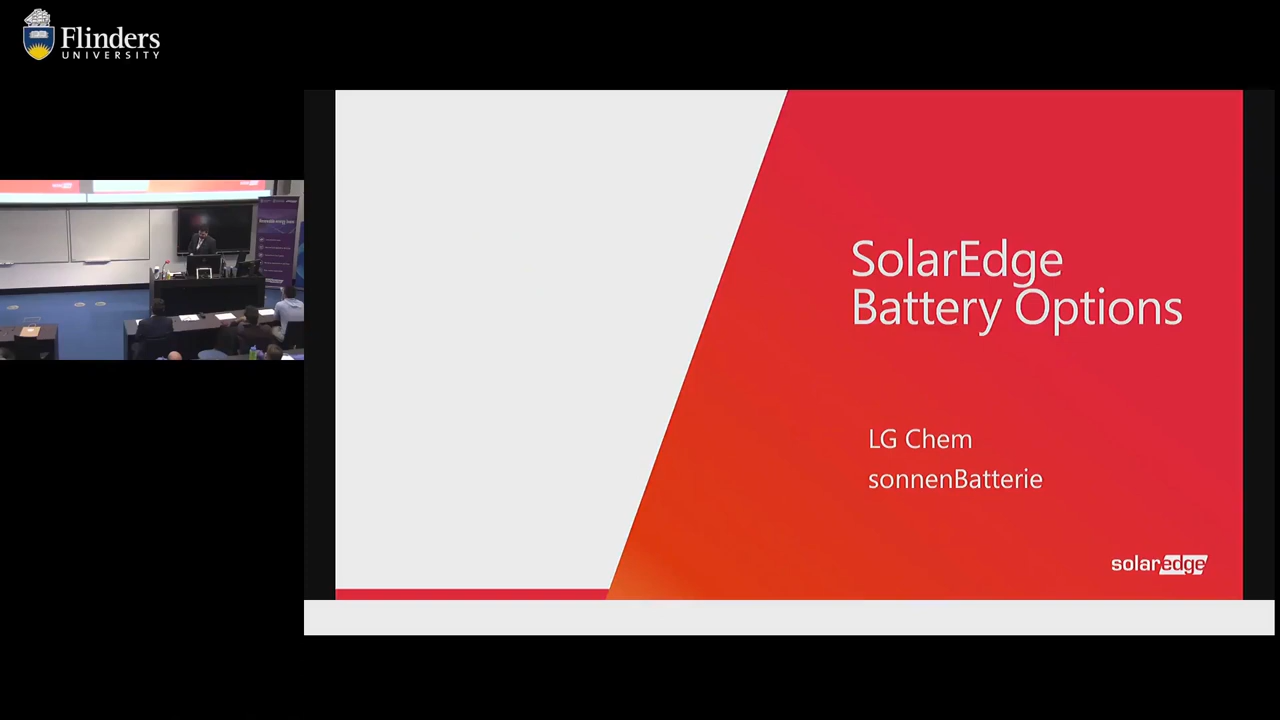 Flinders
UNIVERSITY
SolarEdge
Battery Options
LG Chem
sonnenBatterie
solaredge